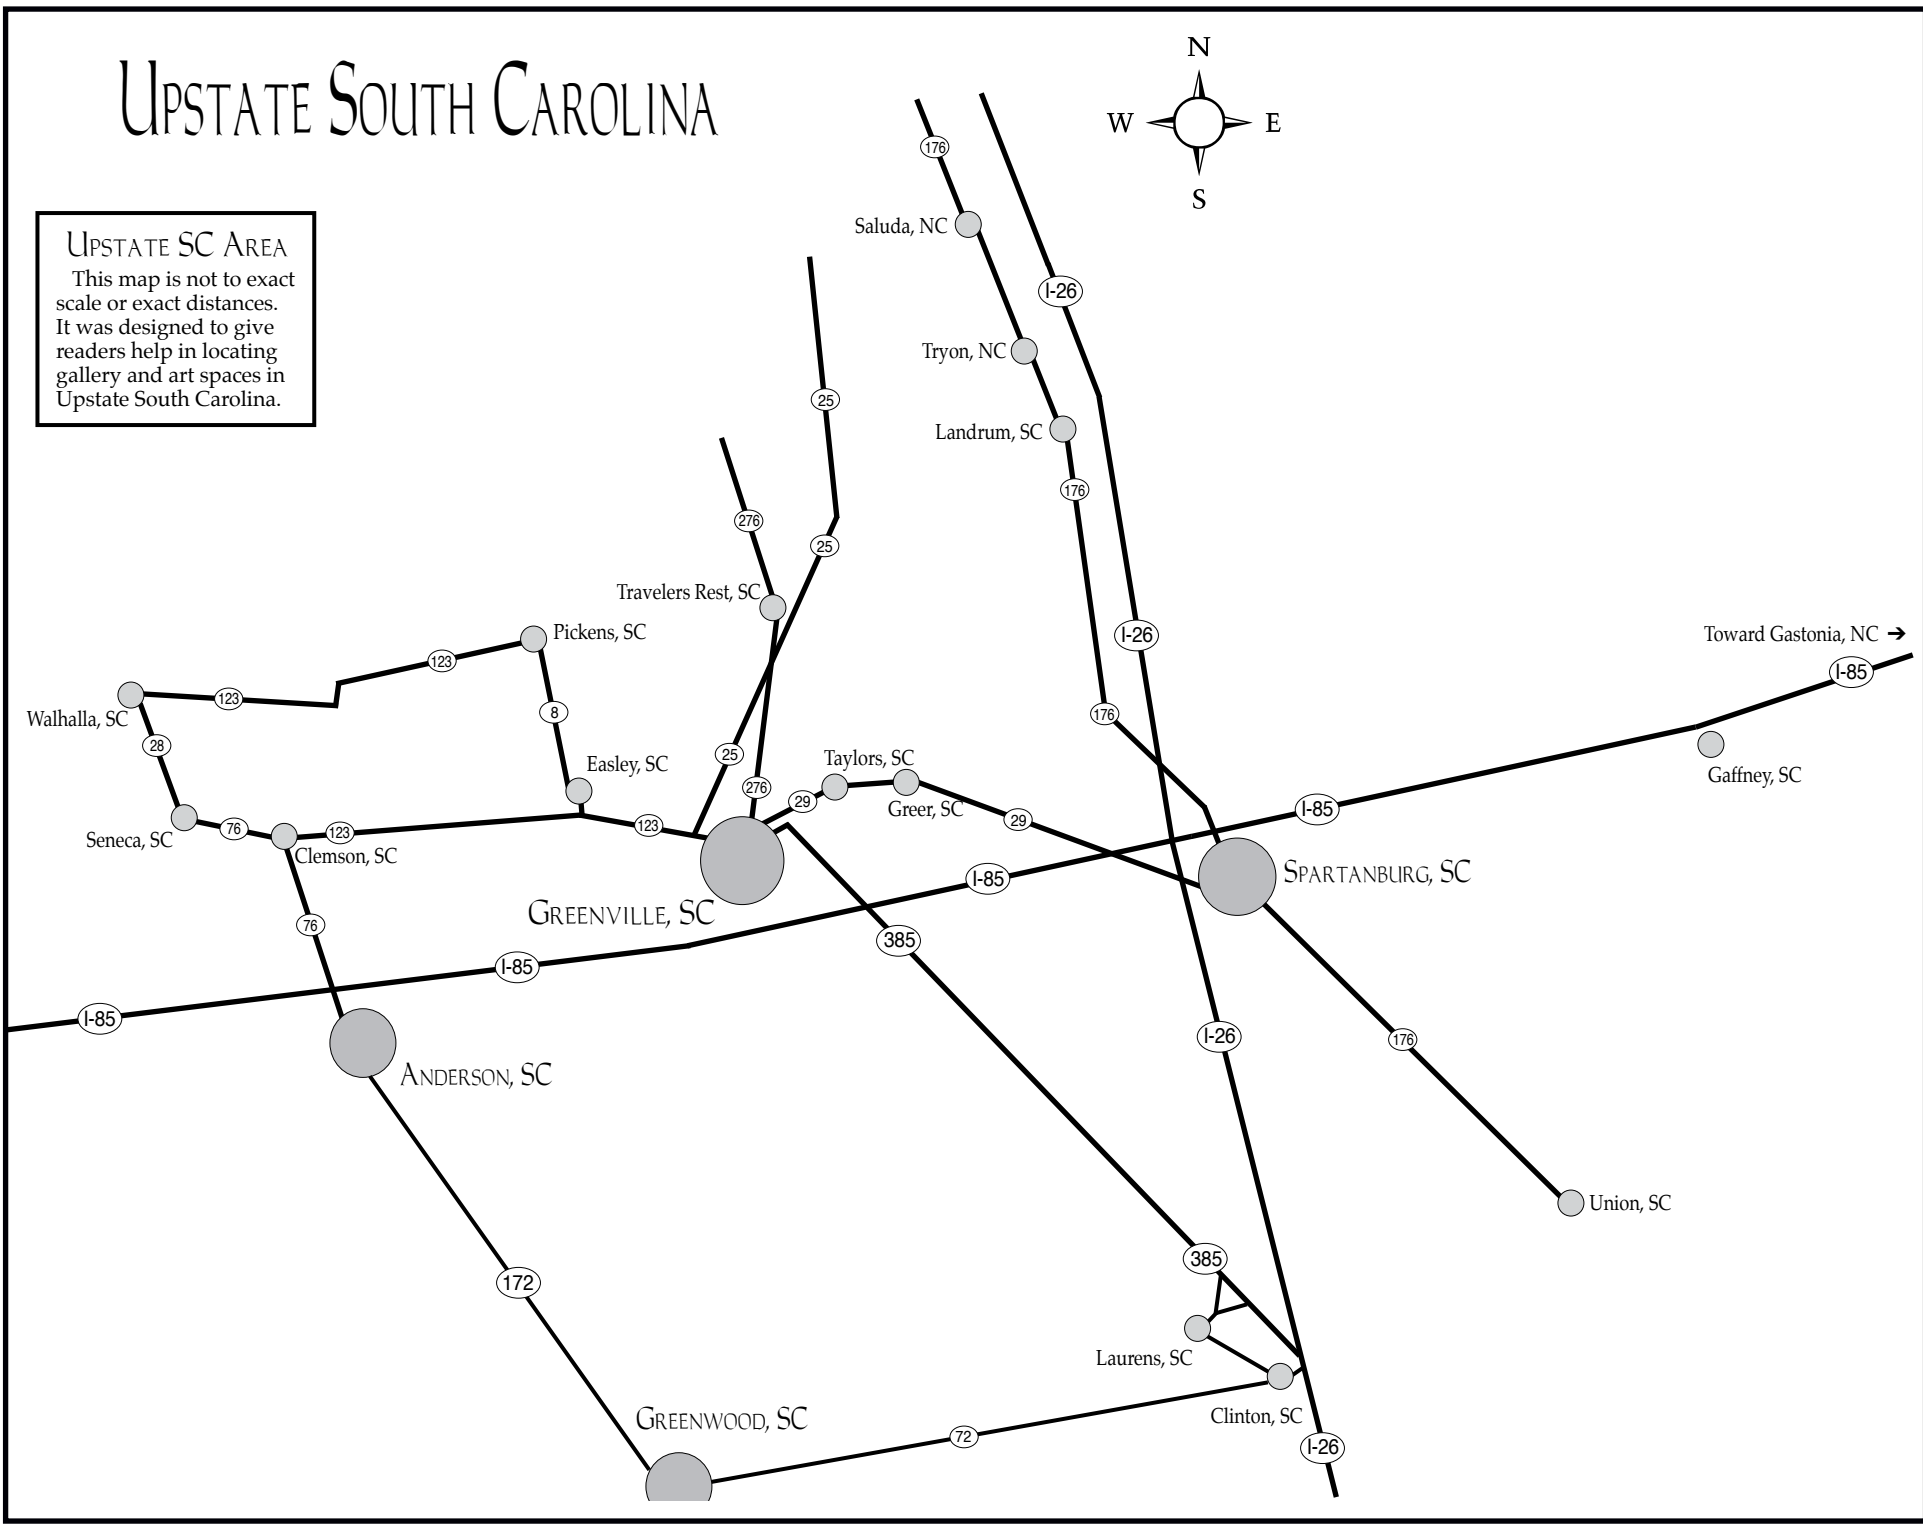 UPSTATE SOUTH CAROLINA
N
W
E
S
UPSTATE SC AREA
This map is not to exact
scale or exact distances.
It was designed to give
readers help in locating
gallery and art spaces in
Upstate South Carolina.
176
Saluda, NC
I-26
Tryon, NC
25
Landrum, SC
176
276
25
Travelers Rest, SC
Pickens, SC
I-26
Toward Gastonia, NC ➔
123
I-85
123
Walhalla, SC
8
176
28
25
Taylors, SC
Gaffney, SC
Easley, SC
276
29
Greer, SC
I-85
29
Seneca, SC
76
123
123
Clemson, SC
SPARTANBURG, SC
I-85
GREENVILLE, SC
76
385
I-85
I-85
I-26
176
ANDERSON, SC
Union, SC
385
172
Laurens, SC
GREENWOOD, SC
Clinton, SC
72
I-26